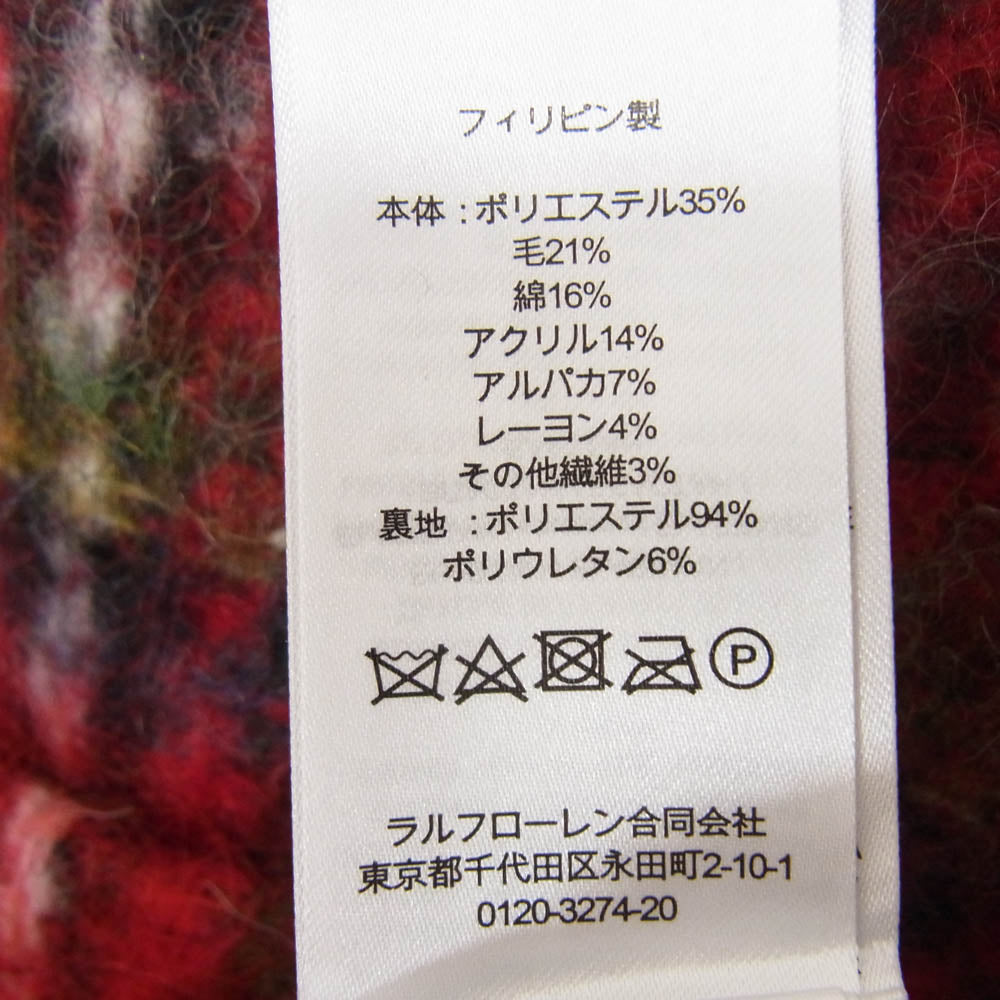 フィリピン製
本体 : ポリエステル35%
毛21%
綿16%
アクリル14%
アルパカ7%
レーヨン4%
その他繊維3%
裏地 : ポリエステル94%
ポリウレタン6%
P
ラルフローレン合同会社
東京都千代田区永田町2-10-1
0120-3274-20